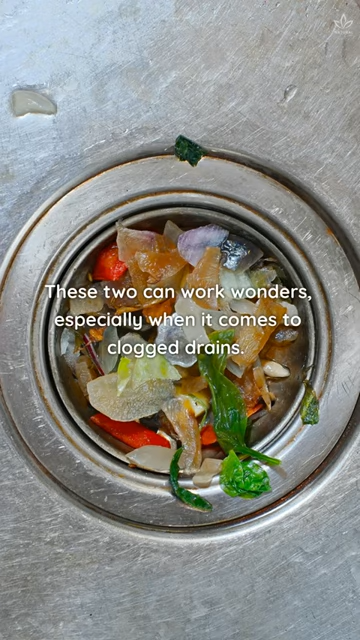 These two can work wonders,
especially when it comes to
clogged drains.